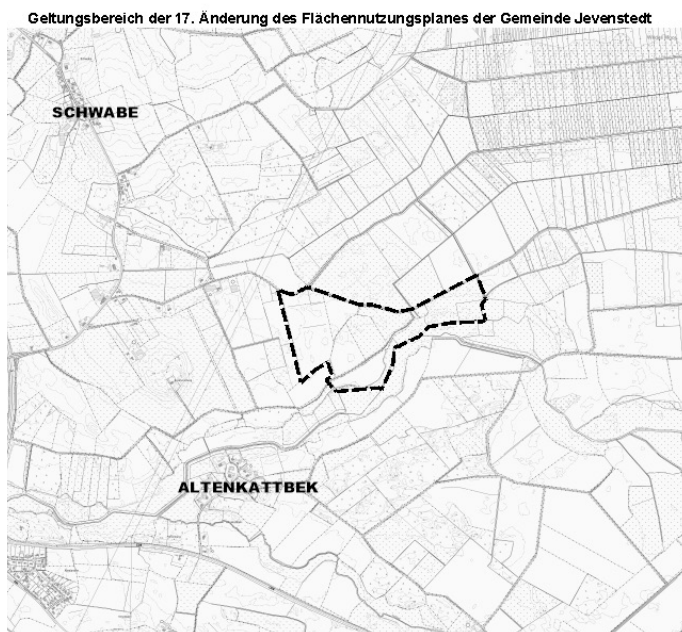 Geltungsbereich der 17. Änderung des Flächennutzungsplanes der Gemeinde Jevenstedt
SCHWABE
ALTENKATTBEK